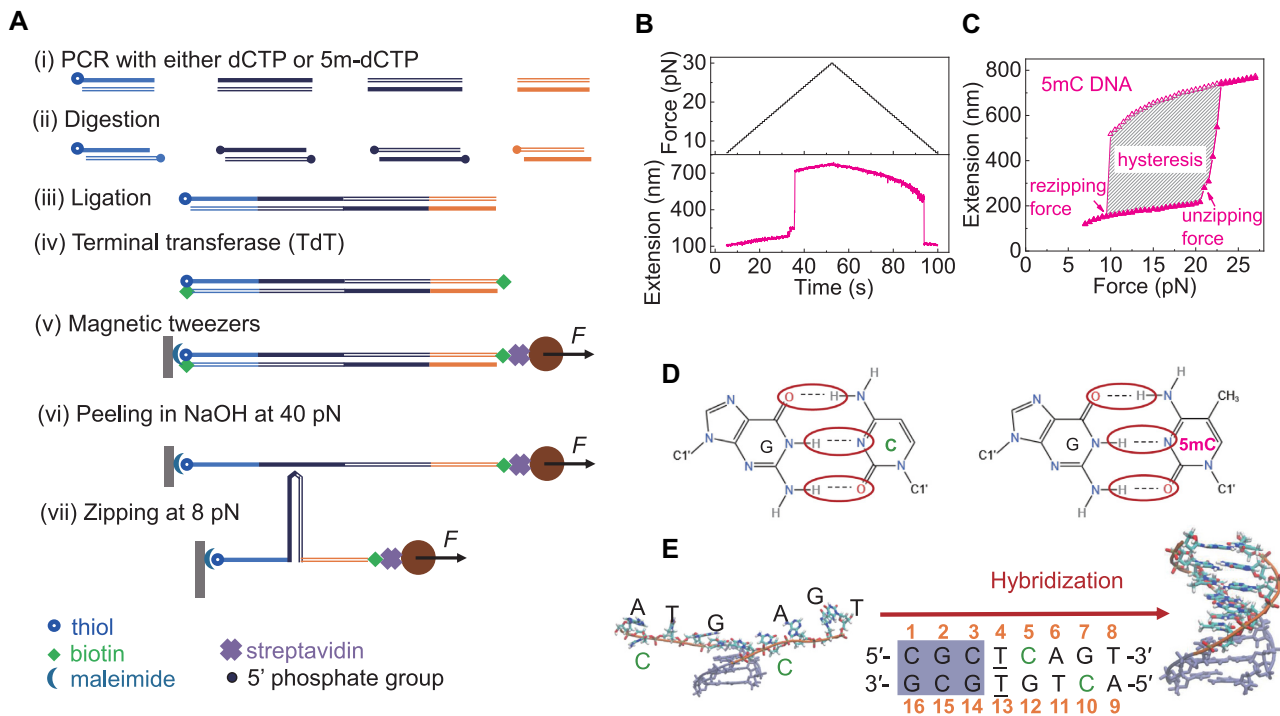 A
(i) PCR with either dCTP or 5m-dCTP
(ii) Digestion
(iii) Ligation
(iv) Terminal transferase (TdT)
(v) Magnetic tweezers
F
(vi) Peeling in NaOH at 40 pN
F
(vii) Zipping at 8 pN
F
thiol
biotin
maleimide
streptavidin
5′ phosphate group
B
Force (pN)
30
20
10
Extension (nm)
700
400
100
0 20 40 60 80 100
Time (s)
C
Extension (nm)
800
600
400
200
0
5mC DNA
hysteresis
rezipping
force
unzipping
force
0 5 10 15 20 25
Force (pN)
D
O --- H N H
N
N
G N H --- N C
C1′ N
N H --- O
N
C1′
H
O --- H N H
CH₃
N
N
G N H --- N 5mC
C1′ N
N H --- O
N
C1′
H
E
A T G A G T
C C
Hybridization
1 2 3 4 5 6 7 8
5′- C G C T C A G T -3′
3′- G C G T G T C A -5′
16 15 14 13 12 11 10 9